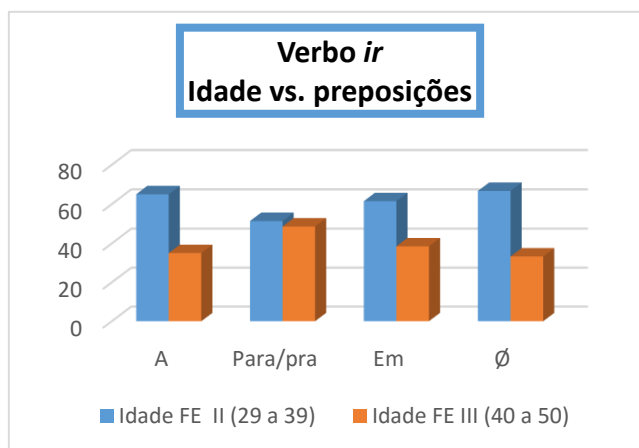 Verbo ir
Idade vs. preposições
80
60
40
20
0
A Para/pra Em Ø
Idade FE II (29 a 39) Idade FE III (40 a 50)